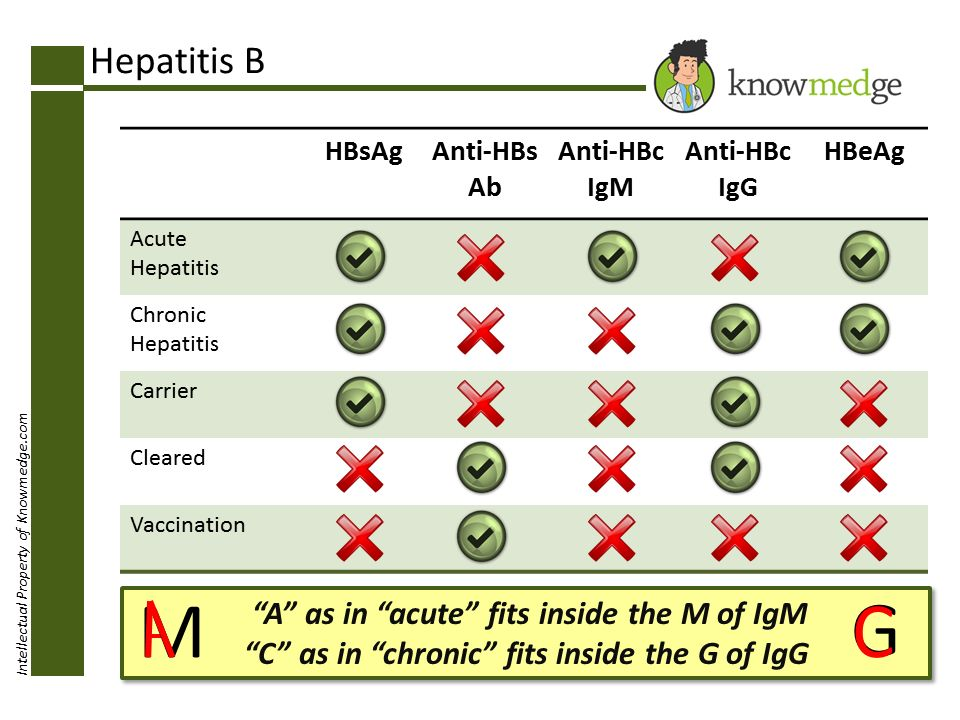 Hepatitis B
knowmedge
HBsAg Anti-HBs Anti-HBc Anti-HBc HBeAg
Ab IgM IgG
Acute
Hepatitis
Chronic
Hepatitis
Carrier
Cleared
Vaccination
“A” as in “acute” fits inside the M of IgM
“C” as in “chronic” fits inside the G of IgG
M
A
G
C
Intellectual Property of Knowmedge.com